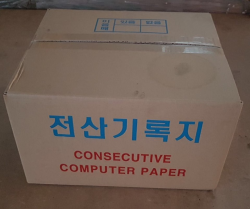 전산기록지
CONSECUTIVE
COMPUTER PAPER